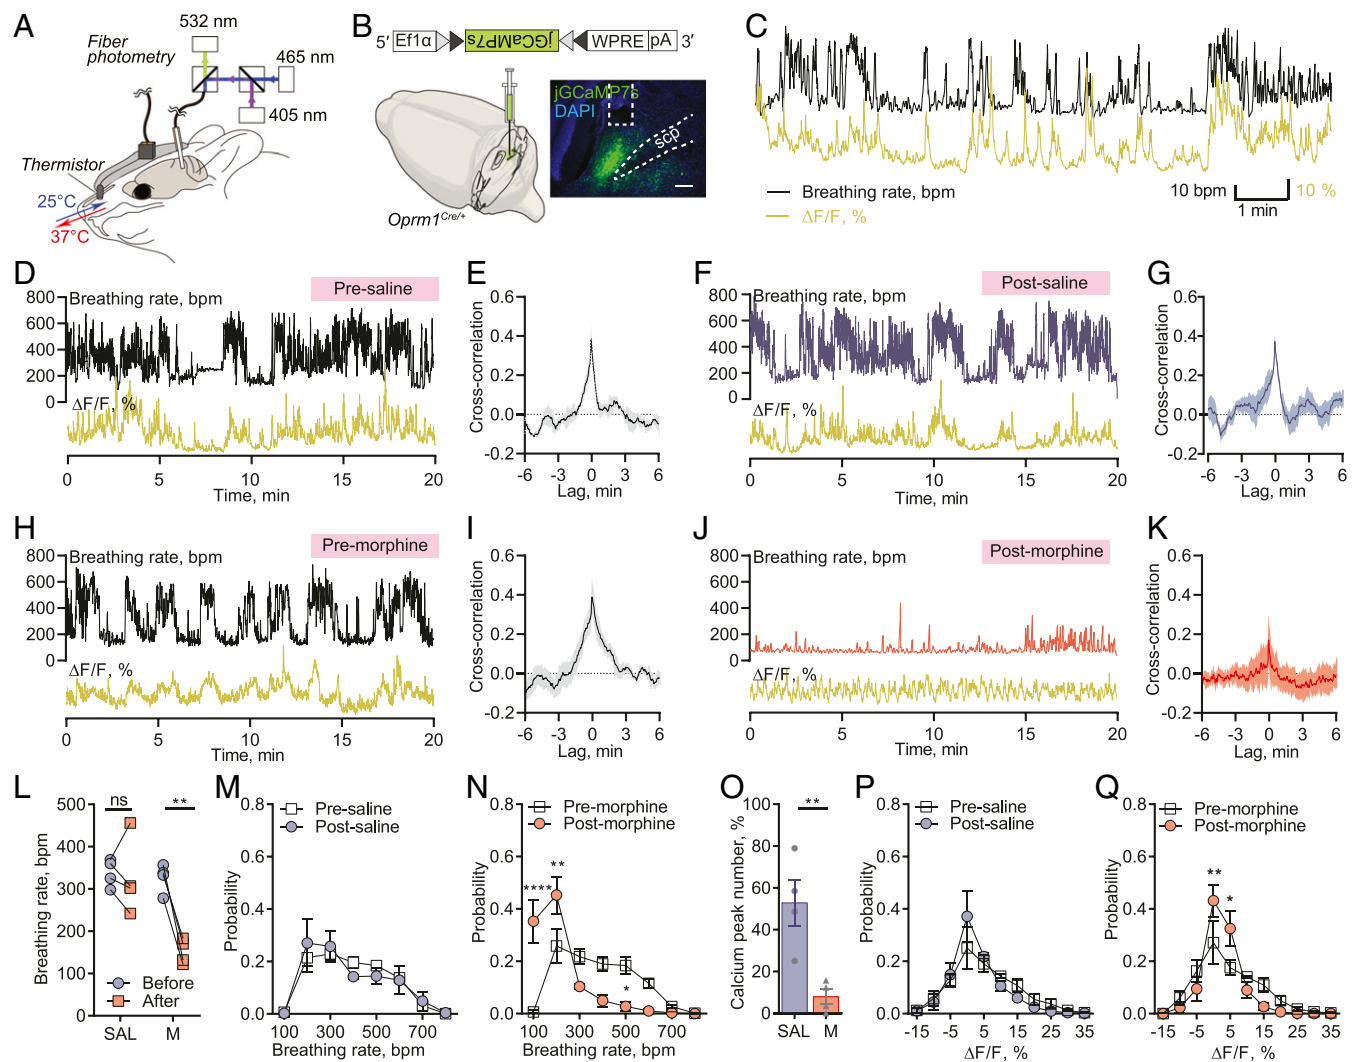 A
532 nm
Fiber photometry
465 nm
405 nm
Thermistor
25°C
37°C
B
5′ Ef1α jGCaMP7s WPRE pA 3′
jGCaMP7s
DAPI
scp
Oprm1Cre/+
C
Breathing rate, bpm
ΔF/F, %
10 bpm
10 %
1 min
D
Breathing rate, bpm
Pre-saline
800
600
400
200
0
ΔF/F, %
0 5 10 15 20
Time, min
E
Cross-correlation
0.6
0.4
0.2
0.0
-0.2
-6 -3 0 3 6
Lag, min
F
Breathing rate, bpm
Post-saline
800
600
400
200
0
ΔF/F, %
0 5 10 15 20
Time, min
G
Cross-correlation
0.6
0.4
0.2
0.0
-0.2
-6 -3 0 3 6
Lag, min
H
Breathing rate, bpm
Pre-morphine
800
600
400
200
0
ΔF/F, %
0 5 10 15 20
Time, min
I
Cross-correlation
0.6
0.4
0.2
0.0
-0.2
-6 -3 0 3 6
Lag, min
J
Breathing rate, bpm
Post-morphine
800
600
400
200
0
ΔF/F, %
0 5 10 15 20
Time, min
K
Cross-correlation
0.6
0.4
0.2
0.0
-0.2
-6 -3 0 3 6
Lag, min
L
Breathing rate, bpm
500
400
300
200
100
0
ns
**
Before
After
SAL M
M
Probability
0.8
0.6
0.4
0.2
0.0
Pre-saline
Post-saline
100 300 500 700
Breathing rate, bpm
N
Probability
0.8
0.6
0.4
0.2
0.0
Pre-morphine
Post-morphine
****
**
*
100 300 500 700
Breathing rate, bpm
O
Calcium peak number, %
100
80
60
40
20
0
**
SAL M
P
Probability
0.8
0.6
0.4
0.2
0.0
Pre-saline
Post-saline
-15 -5 5 15 25 35
ΔF/F, %
Q
Probability
0.8
0.6
0.4
0.2
0.0
Pre-morphine
Post-morphine
**
*
-15 -5 5 15 25 35
ΔF/F, %